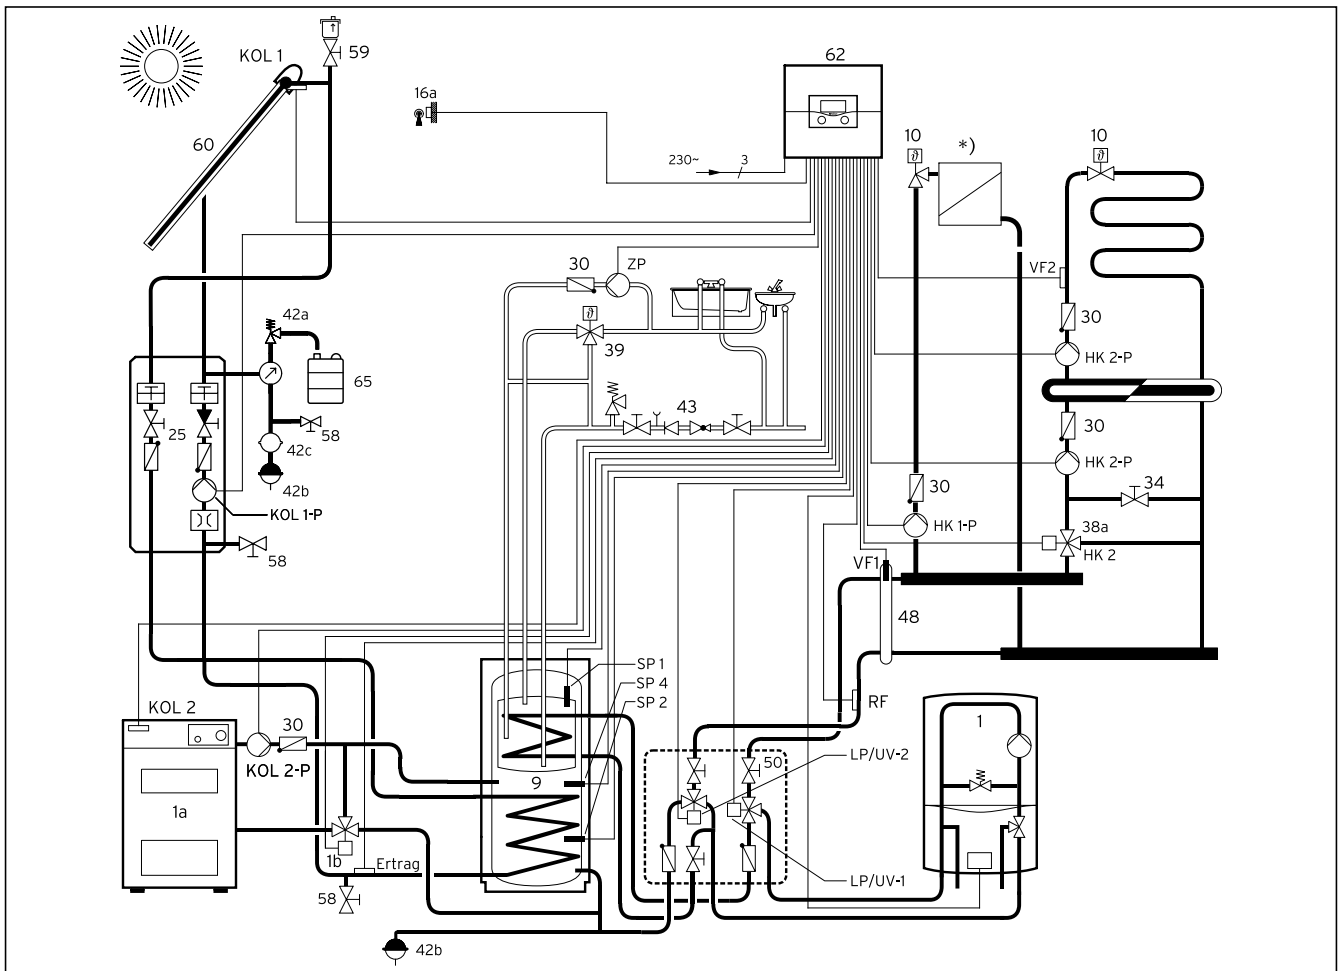 KOL 1
59
62
16a
60
230~
3
10
*)
10
ϑ
ϑ
30
ZP
VF2
42a
ϑ
30
39
HK 2-P
65
43
30
25
58
42c
HK 2-P
42b
30
34
KOL 1-P
HK 1-P
38a
HK 2
58
VF1
48
SP 1
SP 4
SP 2
RF
KOL 2
30
1
KOL 2-P
50
LP/UV-2
9
1a
1b
Ertrag
LP/UV-1
58
42b